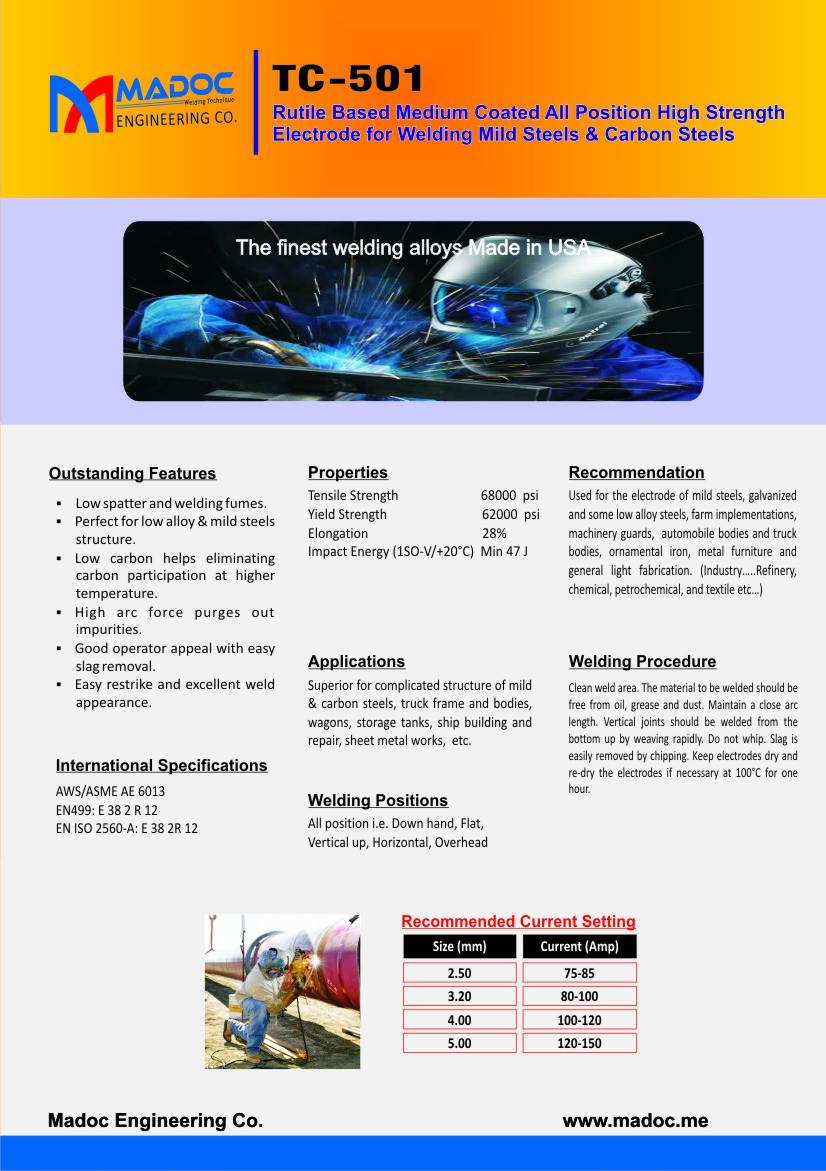 MADOC
Welding Technique
ENGINEERING CO.
TC-501
Rutile Based Medium Coated All Position High Strength
Electrode for Welding Mild Steels & Carbon Steels
The finest welding alloys Made in USA
optrel
Outstanding Features
▪ Low spatter and welding fumes.
▪ Perfect for low alloy & mild steels
structure.
▪ Low carbon helps eliminating
carbon participation at higher
temperature.
▪ High arc force purges out
impurities.
▪ Good operator appeal with easy
slag removal.
▪ Easy restrike and excellent weld
appearance.
International Specifications
AWS/ASME AE 6013
EN499: E 38 2 R 12
EN ISO 2560-A: E 38 2R 12
Properties
Tensile Strength 68000 psi
Yield Strength 62000 psi
Elongation 28%
Impact Energy (1SO-V/+20°C) Min 47 J
Applications
Superior for complicated structure of mild
& carbon steels, truck frame and bodies,
wagons, storage tanks, ship building and
repair, sheet metal works, etc.
Welding Positions
All position i.e. Down hand, Flat,
Vertical up, Horizontal, Overhead
Recommendation
Used for the electrode of mild steels, galvanized
and some low alloy steels, farm implementations,
machinery guards, automobile bodies and truck
bodies, ornamental iron, metal furniture and
general light fabrication. (Industry.....Refinery,
chemical, petrochemical, and textile etc...)
Welding Procedure
Clean weld area. The material to be welded should be
free from oil, grease and dust. Maintain a close arc
length. Vertical joints should be welded from the
bottom up by weaving rapidly. Do not whip. Slag is
easily removed by chipping. Keep electrodes dry and
re-dry the electrodes if necessary at 100°C for one
hour.
Recommended Current Setting
Size (mm) Current (Amp)
2.50 75-85
3.20 80-100
4.00 100-120
5.00 120-150
Madoc Engineering Co. www.madoc.me